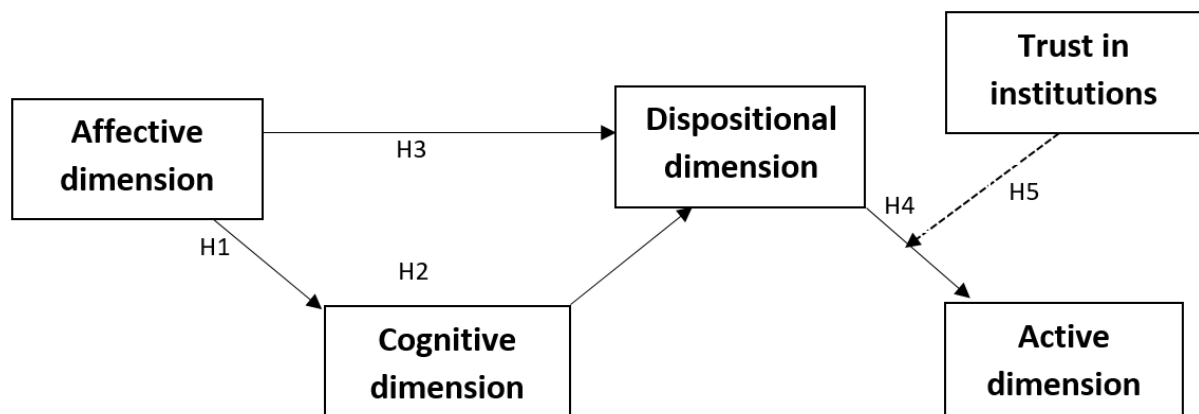 Trust in
institutions
Affective
dimension
Dispositional
dimension
H3
H4
H5
H1
H2
Cognitive
dimension
Active
dimension